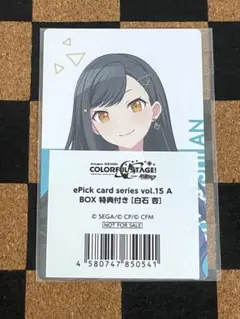 COLORFUL STAGE!
ePick card series vol.15 A
BOX 特典付き [白石 杏]
© SEGA/© CP/© CFM
NOT FOR SALE
4 580747 850541